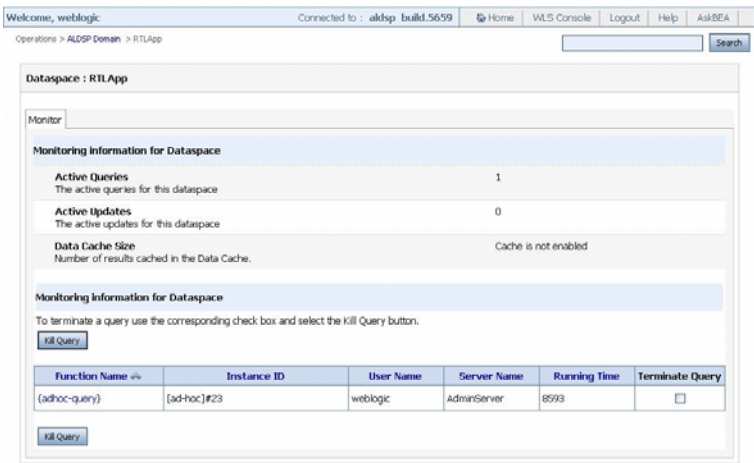 Welcome, weblogic Connected to : aldsp build.5659 Home WLS Console Logout Help AskBEA
Operations > ALDSP Domain > RTLApp Search
Dataspace : RTLApp
Monitor
Monitoring information for Dataspace
Active Queries 1
The active queries for this dataspace
Active Updates 0
The active updates for this dataspace
Data Cache Size Cache is not enabled
Number of results cached in the Data Cache.
Monitoring information for Dataspace
To terminate a query use the corresponding check box and select the Kill Query button.
Kill Query
Function Name Instance ID User Name Server Name Running Time Terminate Query
{adhoc-query} [ad-hoc]#23 weblogic AdminServer 8593
Kill Query